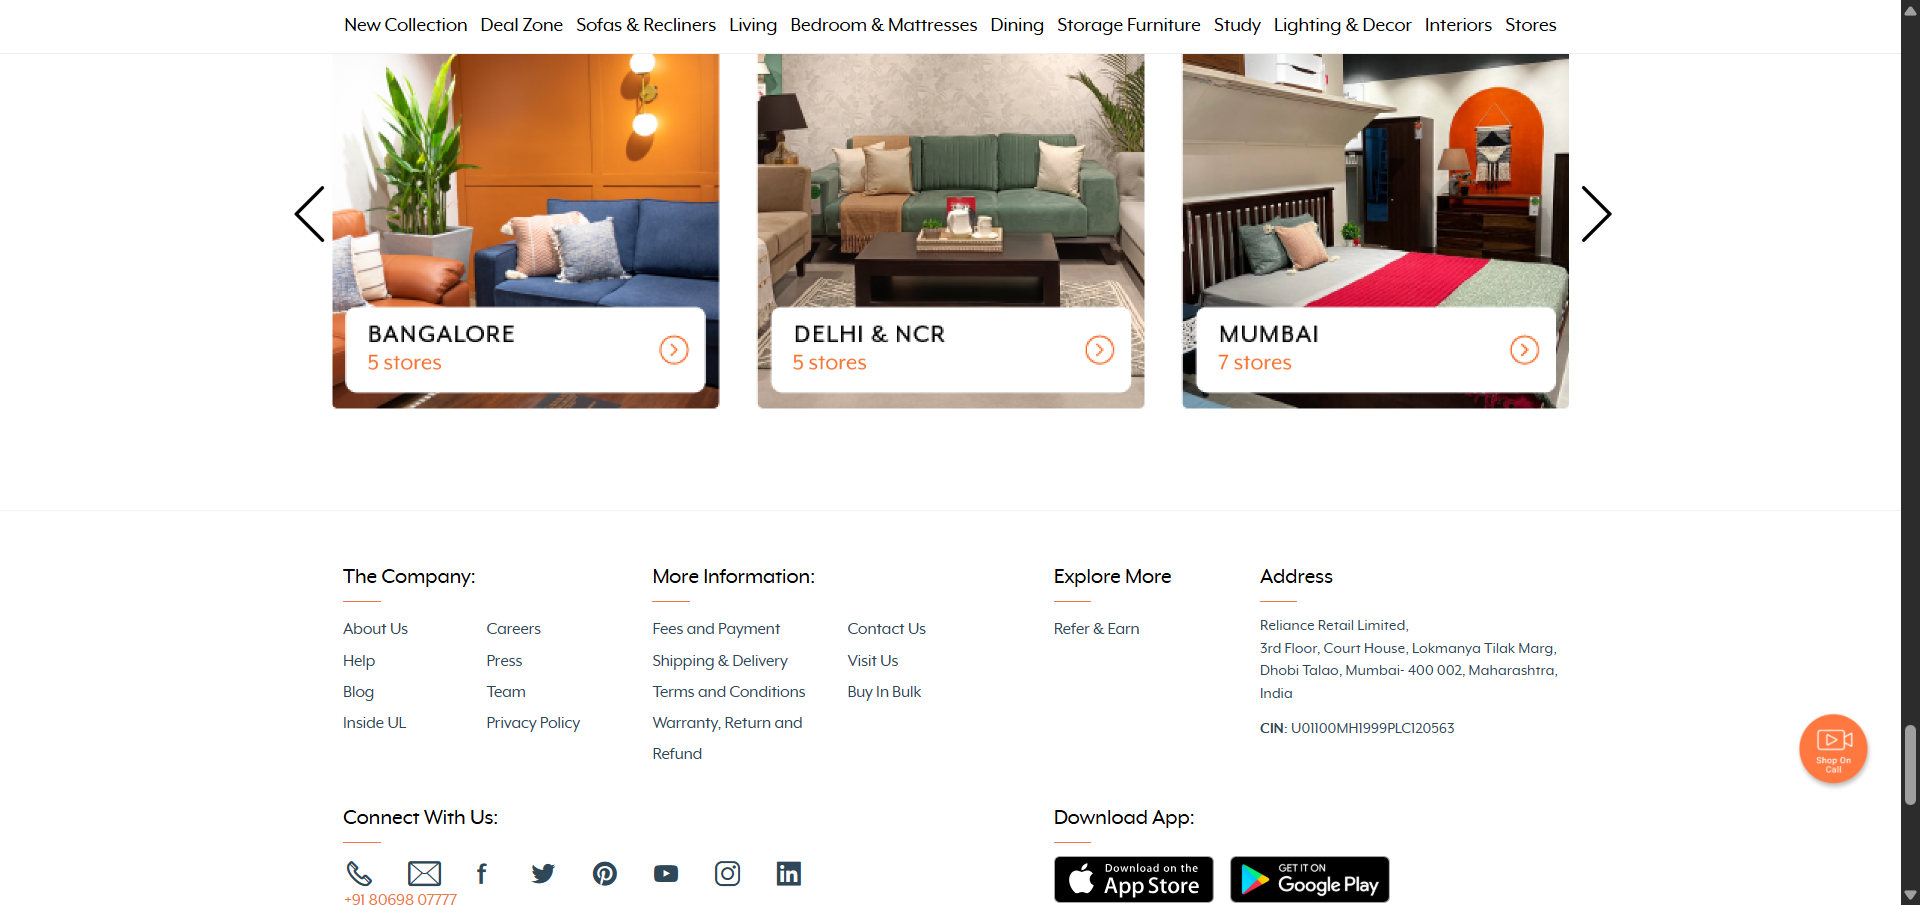 New Collection Deal Zone Sofas & Recliners Living Bedroom & Mattresses Dining Storage Furniture Study Lighting & Decor Interiors Stores
BANGALORE
5 stores
DELHI & NCR
5 stores
MUMBAI
7 stores
The Company:
About Us
Help
Blog
Inside UL
Careers
Press
Team
Privacy Policy
More Information:
Fees and Payment
Shipping & Delivery
Terms and Conditions
Warranty, Return and
Refund
Contact Us
Visit Us
Buy In Bulk
Explore More
Refer & Earn
Address
Reliance Retail Limited,
3rd Floor, Court House, Lokmanya Tilak Marg,
Dhobi Talao, Mumbai- 400 002, Maharashtra,
India
CIN: U01100MH1999PLC120563
Shop On
Call
Connect With Us:
+91 80698 07777
Download App:
Download on the
App Store
GET IT ON
Google Play